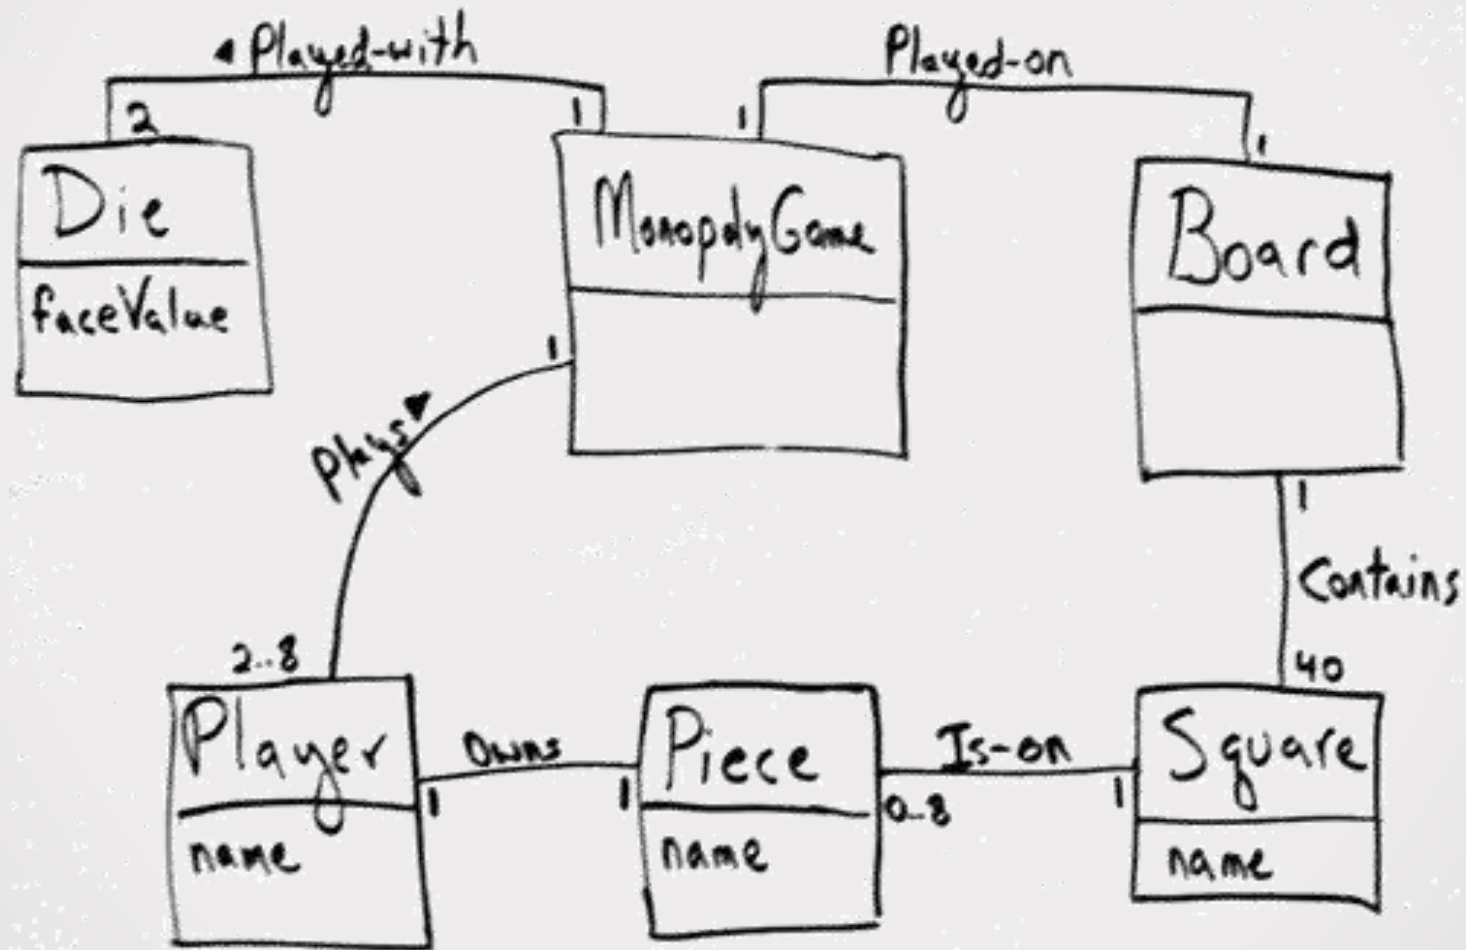 ◄ Played-with
Played-on
2
1
1
1
Die
MonopolyGame
Board
faceValue
1
Plays ►
1
Contains
2..8
40
Player
Owns
Piece
Is-on
Square
1
1
0..8
1
name
name
name